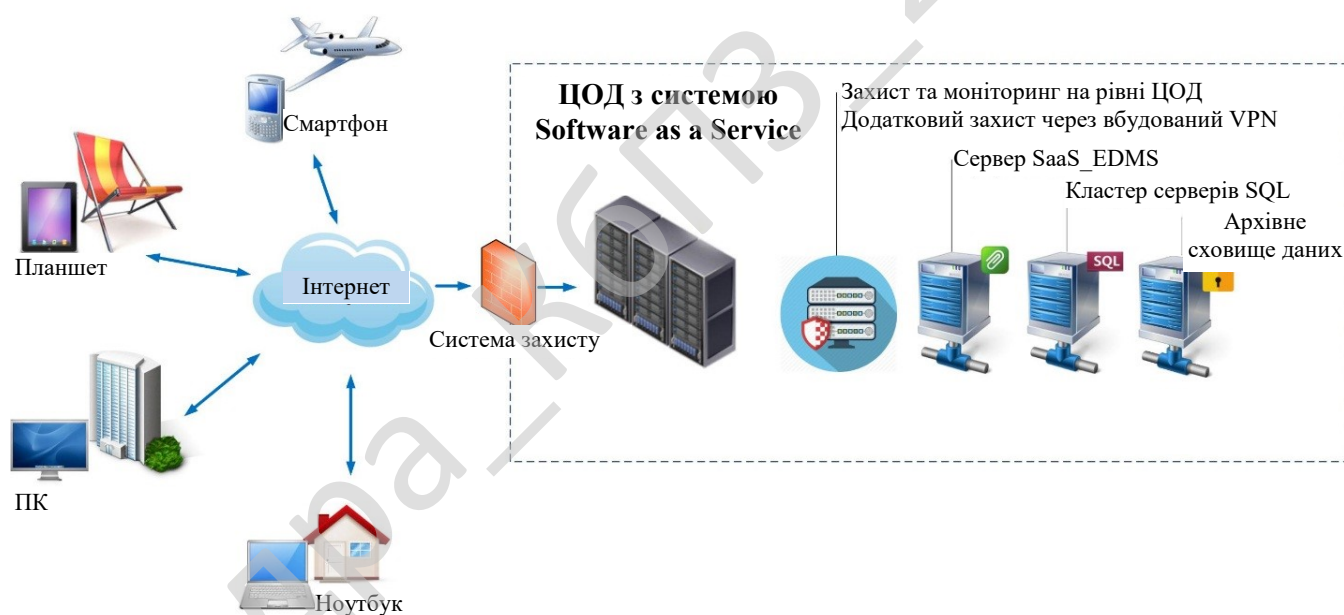 ЦОД з системою
Software as a Service
Захист та моніторинг на рівні ЦОД
Додатковий захист через вбудований VPN
Смартфон
Сервер SaaS_EDMS
Кластер серверів SQL
Архівне
сховище даних
SQL
Планшет
Інтернет
Система захисту
ПК
Ноутбук